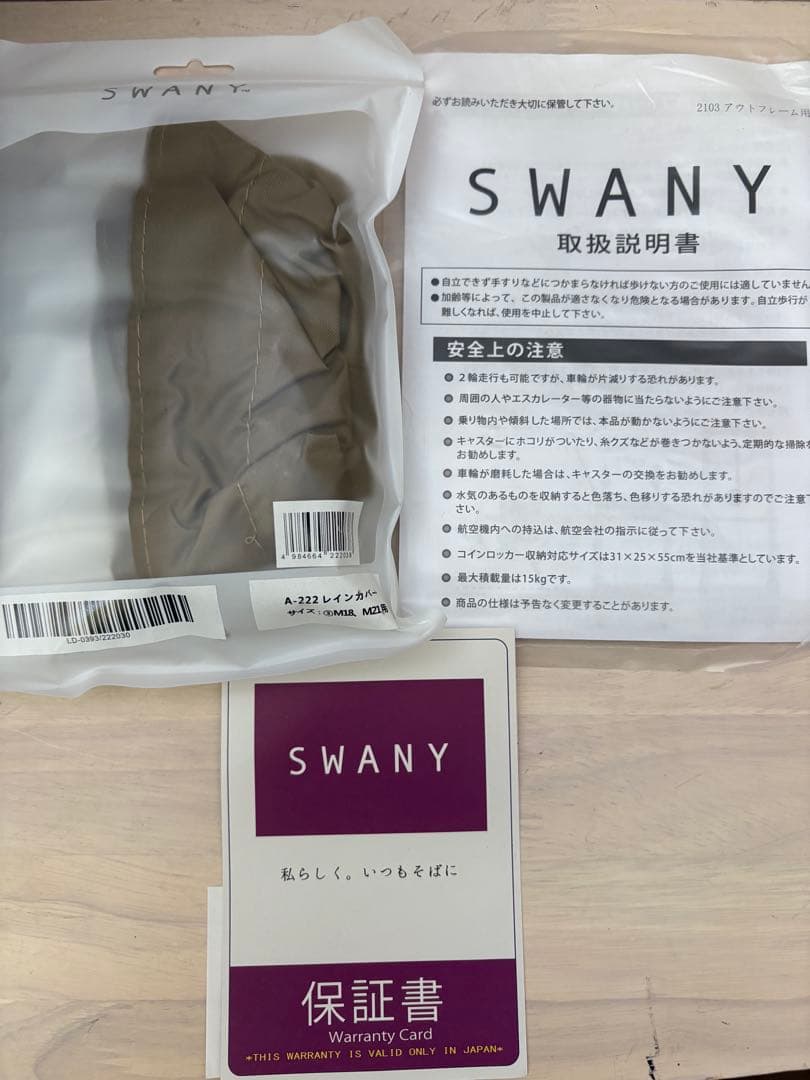 SWANY
4 984664 222038
A-222 レインカバー
サイズ:③M18、M21用
LD-0393/222030
必ずお読みいただき大切に保管して下さい。
2103 アウトフレーム用
SWANY
取扱説明書
●自立できず手すりなどにつかまらなければ歩けない方のご使用には適していません
●加齢等によって、この製品が適さなくなり危険となる場合があります。自立歩行が
難しくなれば、使用を中止して下さい。
安全上の注意
2輪走行も可能ですが、車輪が片減りする恐れがあります。
周囲の人やエスカレーター等の器物に当たらないようにご注意下さい。
乗り物内や傾斜した場所では、本品が動かないようにご注意下さい。
キャスターにホコリがついたり、糸クズなどが巻きつかないよう、定期的な掃除を
お勧めします。
車輪が磨耗した場合は、キャスターの交換をお勧めします。
水気のあるものを収納すると色落ち、色移りする恐れがありますのでご注意下
さい。
航空機内への持込は、航空会社の指示に従って下さい。
コインロッカー収納対応サイズは31×25×55cmを当社基準としています。
最大積載量は15kgです。
商品の仕様は予告なく変更することがあります。
SWANY
私らしく。いつもそばに
保証書
Warranty Card
*THIS WARRANTY IS VALID ONLY IN JAPAN*